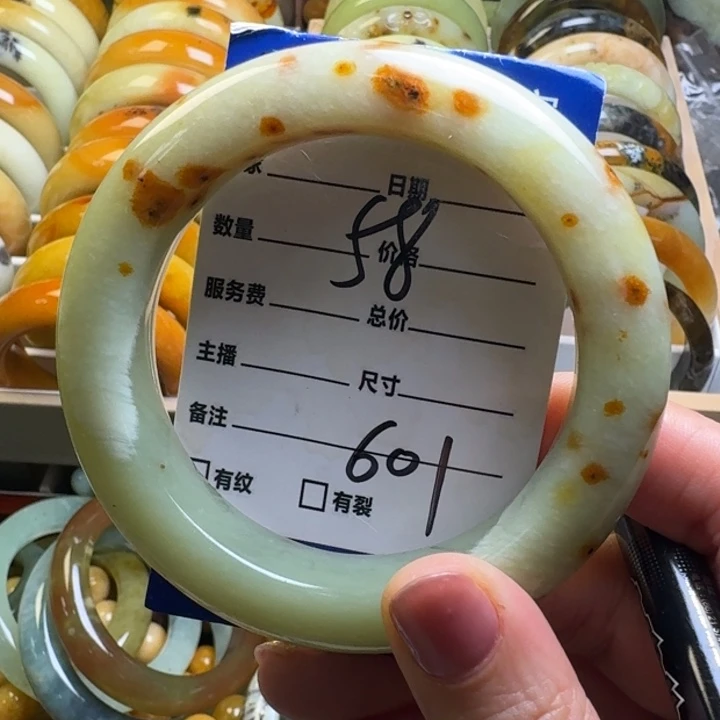 日期
58
数量 价格
服务费 总价
主播 尺寸
备注
601
有纹 有裂